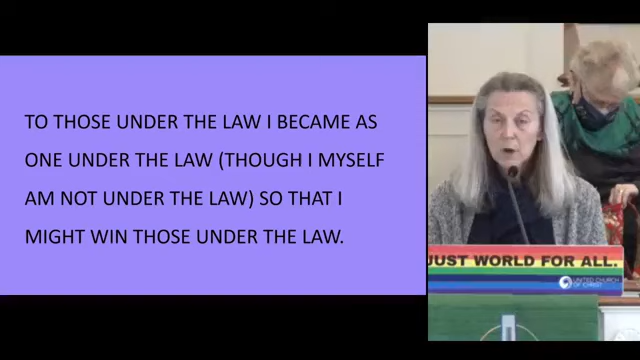 TO THOSE UNDER THE LAW I BECAME AS
ONE UNDER THE LAW (THOUGH I MYSELF
AM NOT UNDER THE LAW) SO THAT I
MIGHT WIN THOSE UNDER THE LAW.
JUST WORLD FOR ALL.
UNITED CHURCH
OF CHRIST